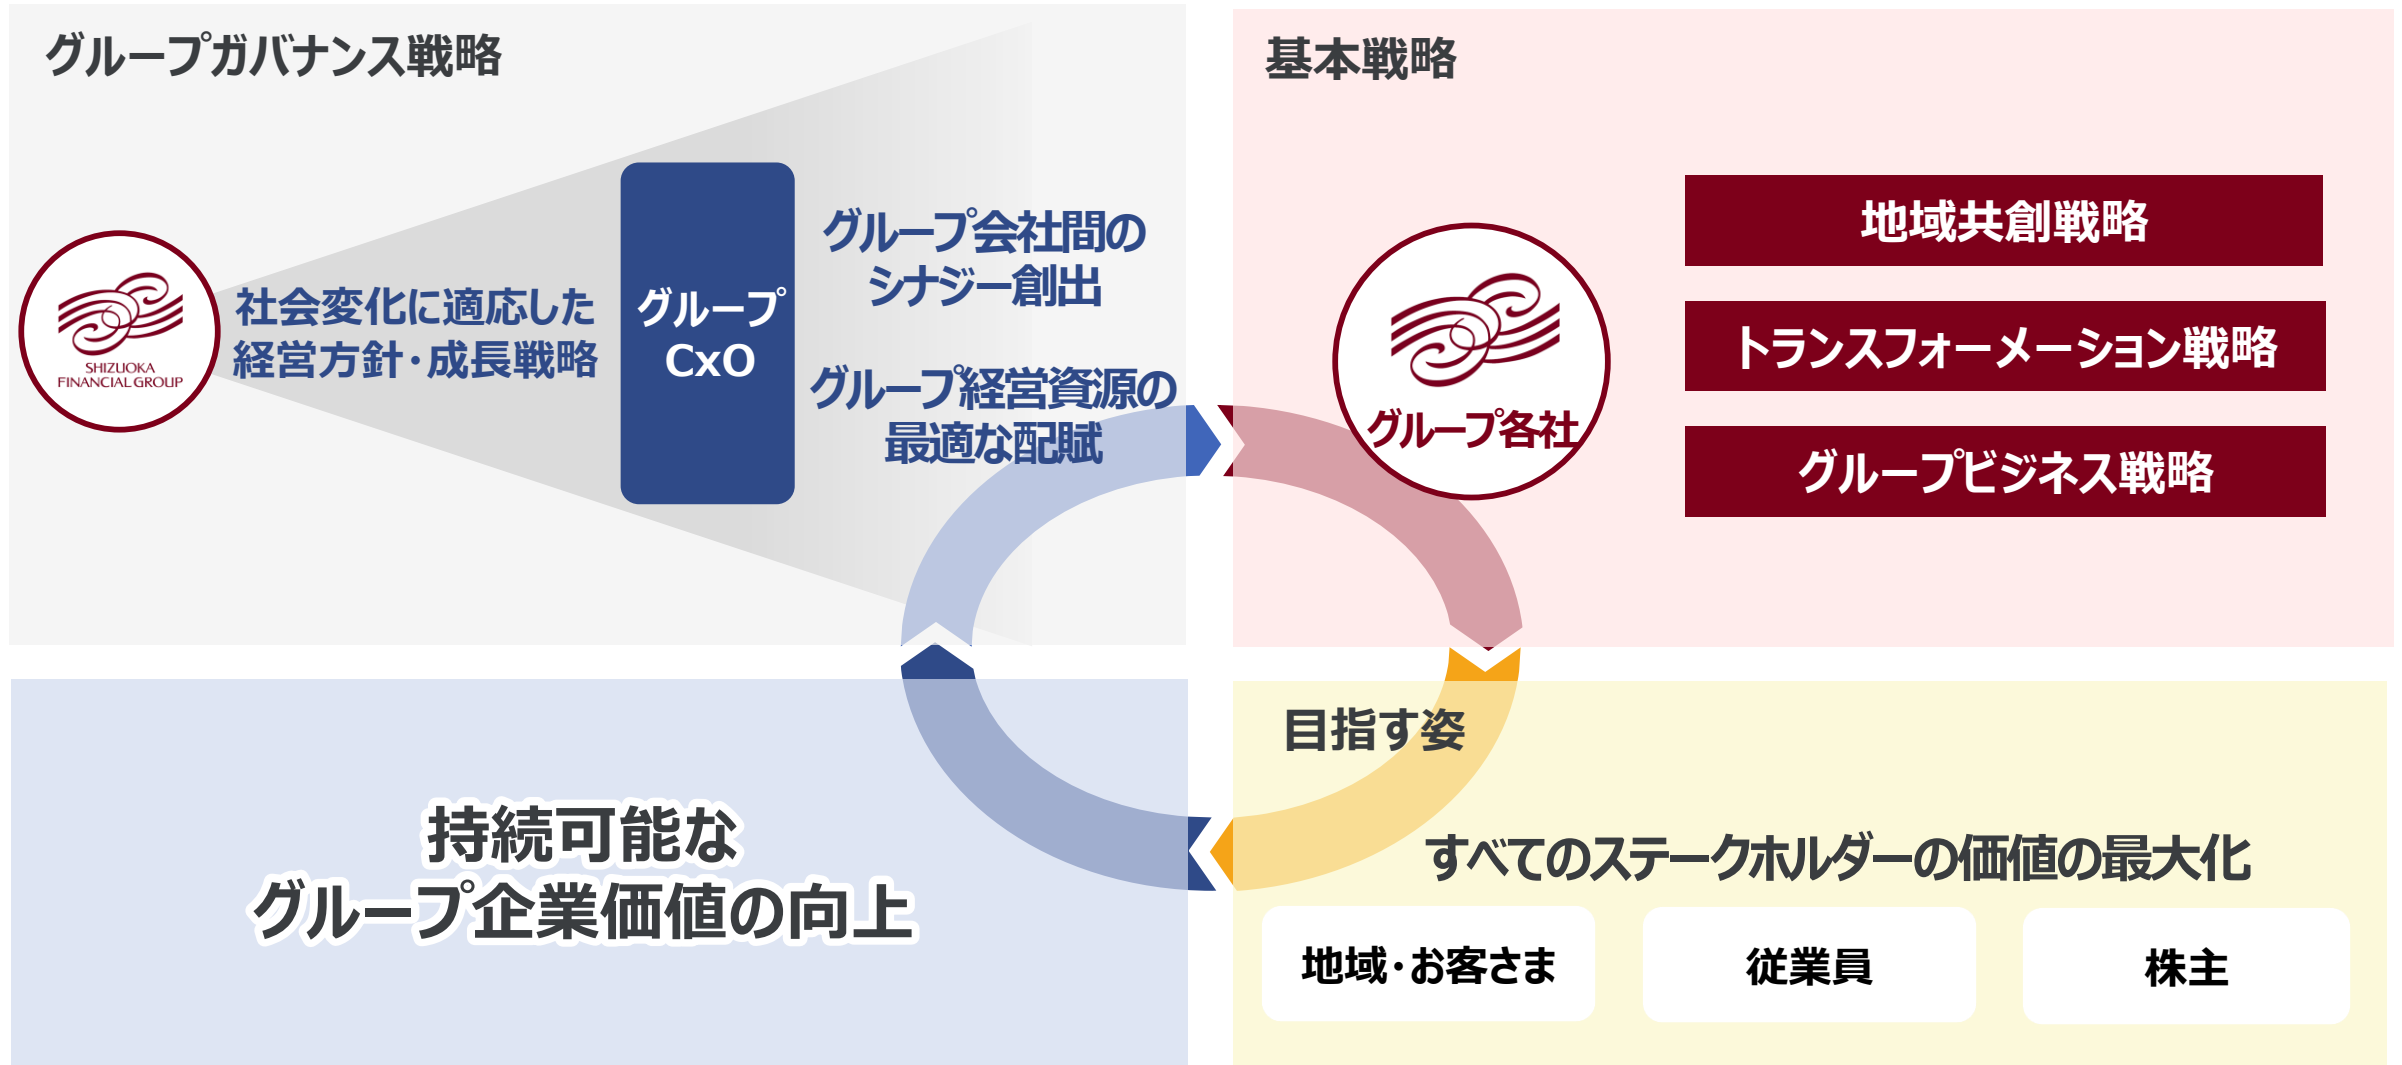 グループガバナンス戦略
SHIZUOKA
FINANCIAL GROUP
社会変化に適応した
経営方針・成長戦略
グループ
CxO
グループ会社間の
シナジー創出
グループ経営資源の
最適な配賦
基本戦略
グループ各社
地域共創戦略
トランスフォーメーション戦略
グループビジネス戦略
持続可能な
グループ企業価値の向上
目指す姿
すべてのステークホルダーの価値の最大化
地域・お客さま
従業員
株主